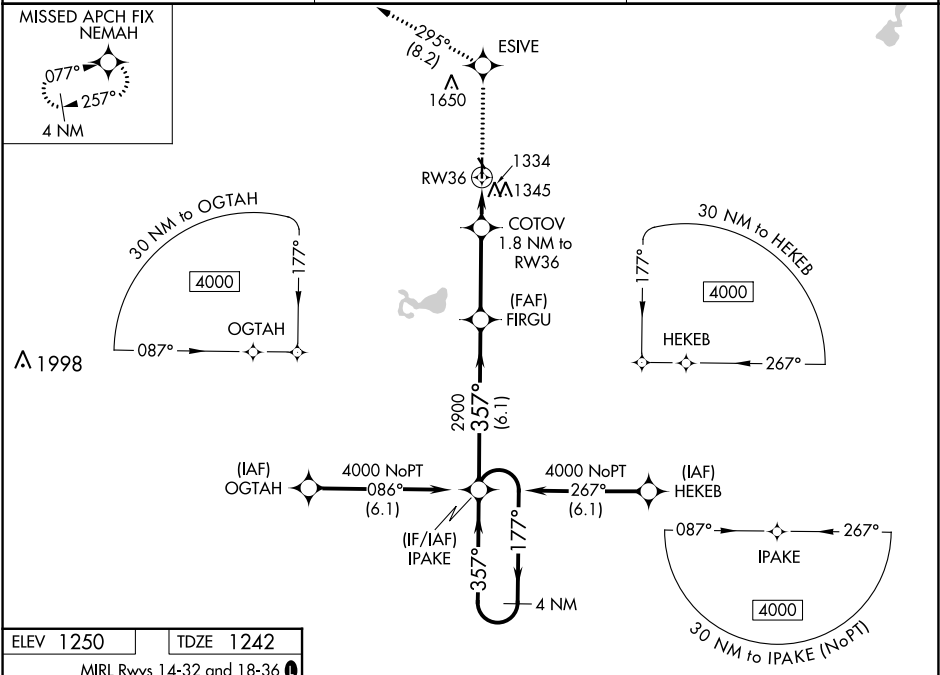 MISSED APCH FIX
NEMAH
077°
257°
4 NM
295°
(8.2)
ESIVE
1650
1334
RW36
1345
COTOV
1.8 NM to
RW36
30 NM to OGTAH
4000
177°
OGTAH
087°
1998
30 NM to HEKEB
177°
4000
HEKEB
267°
(FAF)
FIRGU
2900
357°
(6.1)
(IAF)
OGTAH
4000 NoPT
086°
(6.1)
4000 NoPT
267°
(6.1)
(IAF)
HEKEB
(IF/IAF)
IPAKE
357°
177°
4 NM
087°
267°
IPAKE
4000
30 NM to IPAKE (NoPT)
ELEV 1250
TDZE 1242
MIRL Rwys 14-32 and 18-36 L